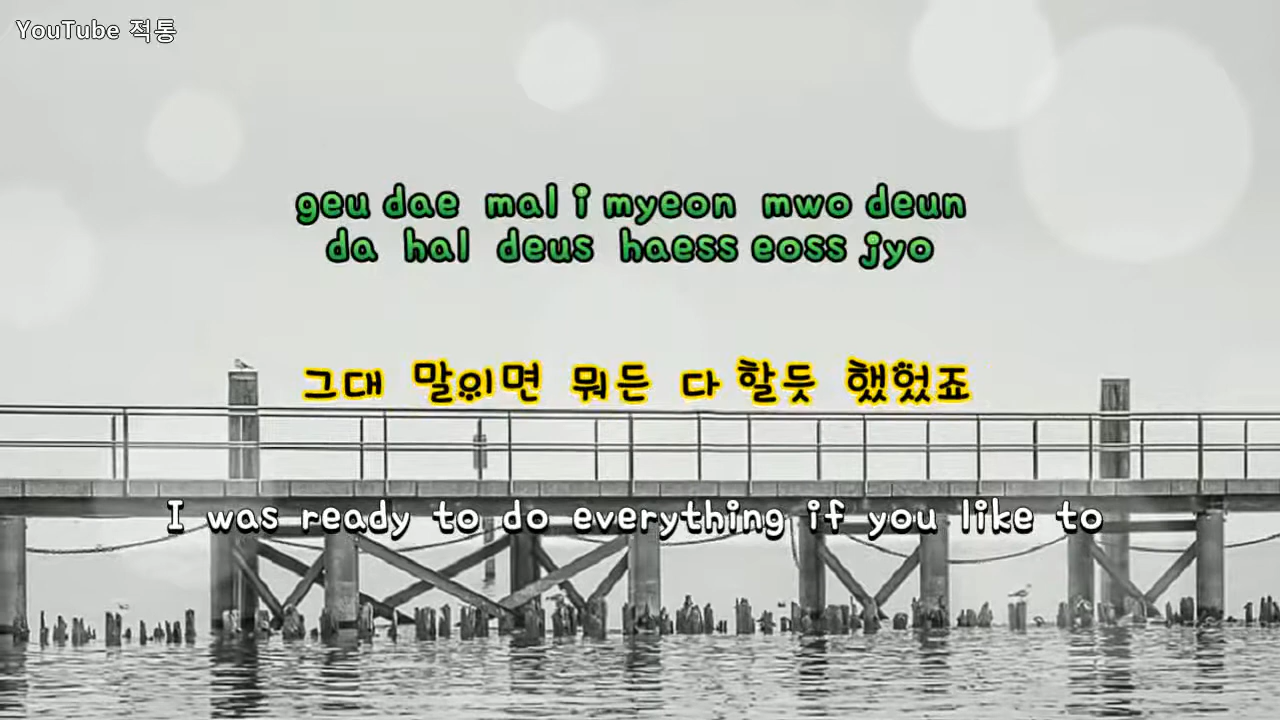 YouTube 적통
geu dae mal i myeon mwo deun
da hal deus haess eoss jyo
그대 말이면 뭐든 다 할듯 했었죠
I was ready to do everything if you like to